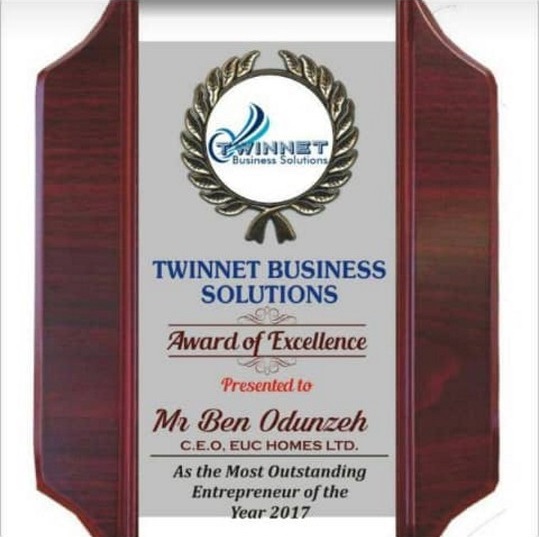 TWINNET
Business Solutions
TWINNET BUSINESS
SOLUTIONS
Award of Excellence
Presented to
Mr Ben Odunzeh
C.E.O, EUC HOMES LTD.
As the Most Outstanding
Entrepreneur of the
Year 2017